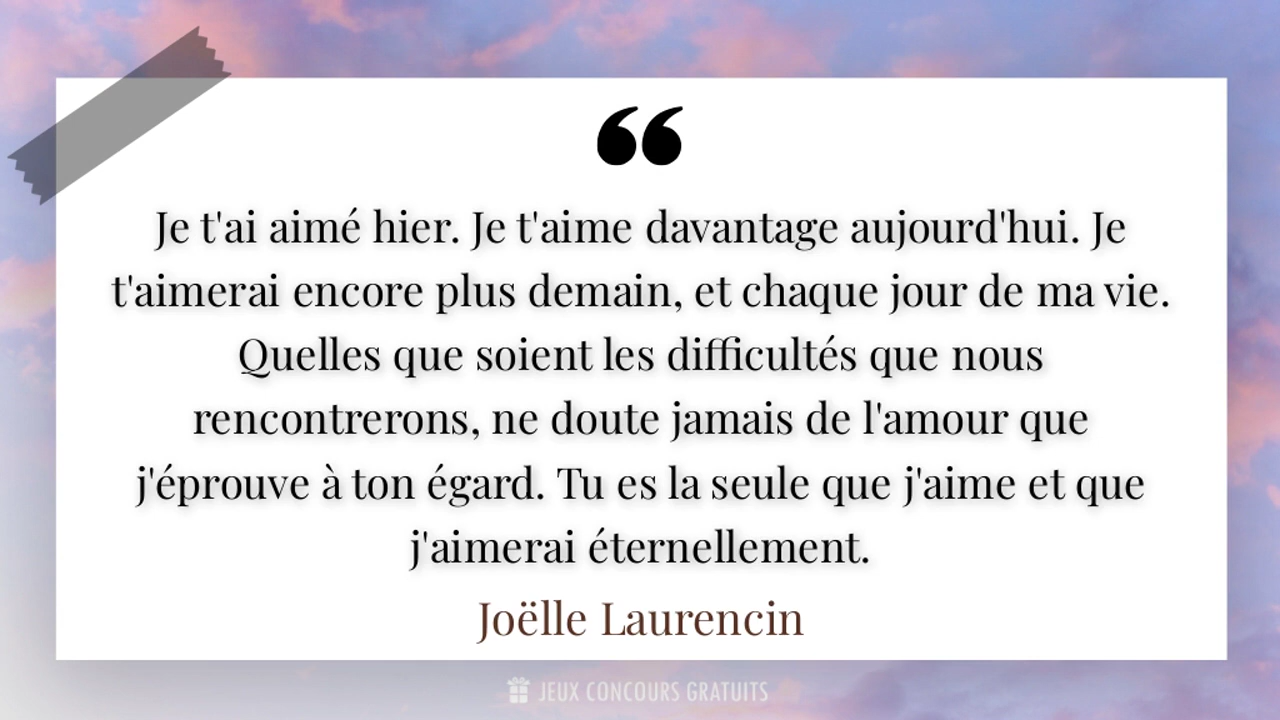 “
Je t'ai aimé hier. Je t'aime davantage aujourd'hui. Je
t'aimerai encore plus demain, et chaque jour de ma vie.
Quelles que soient les difficultés que nous
rencontrerons, ne doute jamais de l'amour que
j'éprouve à ton égard. Tu es la seule que j'aime et que
j'aimerai éternellement.
Joëlle Laurencin
JEUX CONCOURS GRATUITS